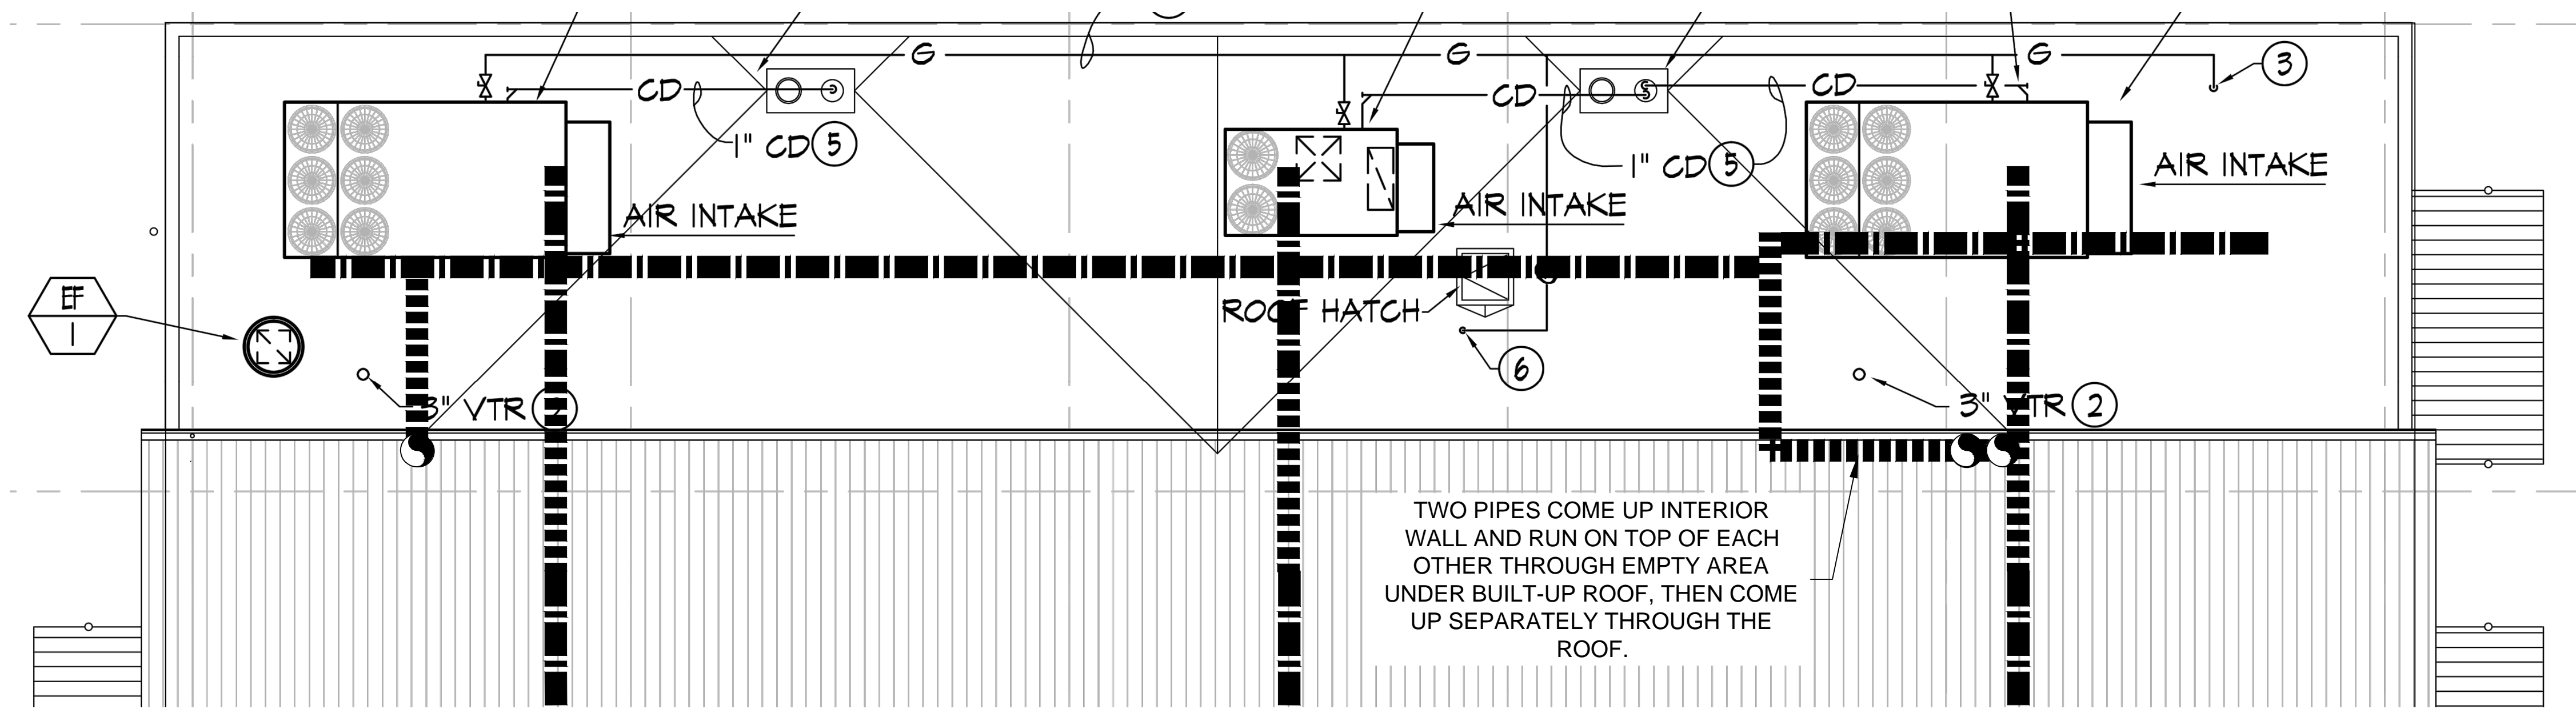 G
G
G
3
CD
CD
CD
1" CD 5
1" CD 5
AIR INTAKE
AIR INTAKE
AIR INTAKE
EF
1
ROOF HATCH
6
3" VTR 2
3" VTR 2
TWO PIPES COME UP INTERIOR
WALL AND RUN ON TOP OF EACH
OTHER THROUGH EMPTY AREA
UNDER BUILT-UP ROOF, THEN COME
UP SEPARATELY THROUGH THE
ROOF.